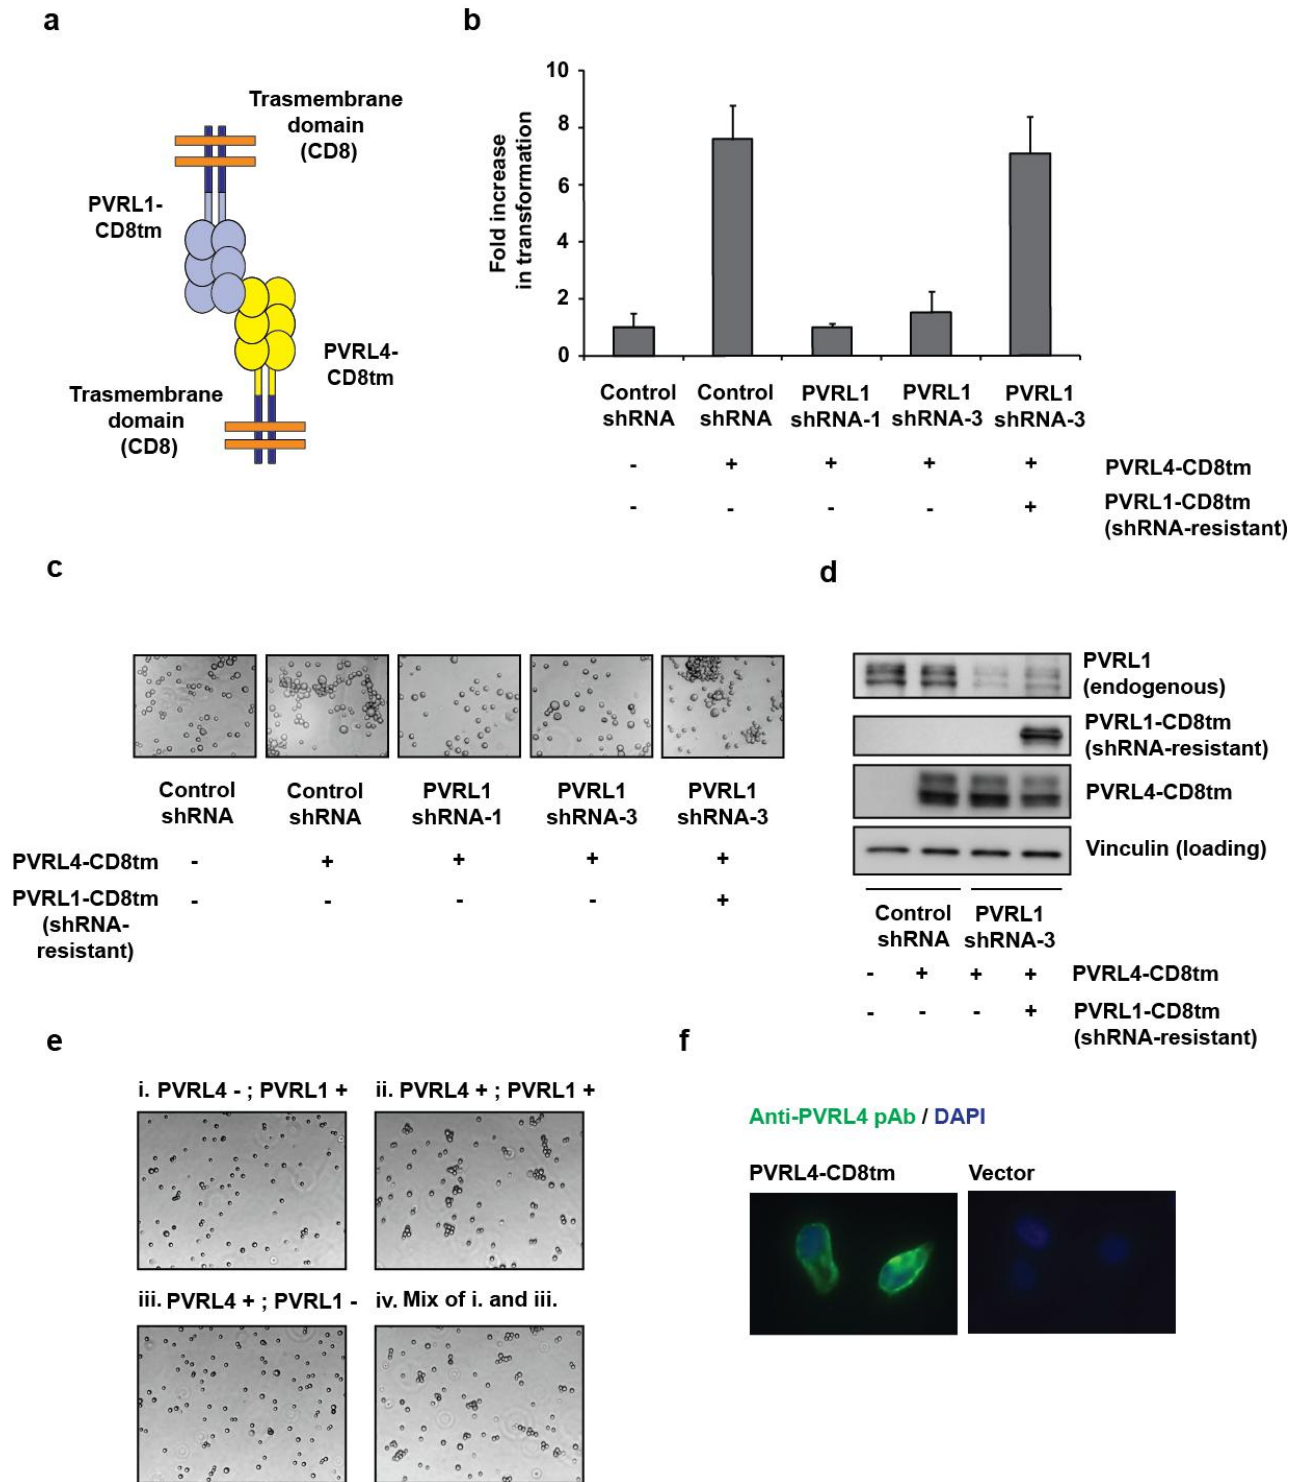 a
Trasmembrane
domain
(CD8)
PVRL1-
CD8tm
PVRL4-
CD8tm
Trasmembrane
domain
(CD8)
b
Fold increase
in transformation
10
8
6
4
2
0
Control shRNA
Control shRNA
PVRL1 shRNA-1
PVRL1 shRNA-3
PVRL1 shRNA-3
- + + + + PVRL4-CD8tm
- - - - + PVRL1-CD8tm
(shRNA-resistant)
c
Control shRNA
Control shRNA
PVRL1 shRNA-1
PVRL1 shRNA-3
PVRL1 shRNA-3
PVRL4-CD8tm - + + + +
PVRL1-CD8tm - - - - +
(shRNA-
resistant)
d
PVRL1
(endogenous)
PVRL1-CD8tm
(shRNA-resistant)
PVRL4-CD8tm
Vinculin (loading)
Control shRNA
PVRL1 shRNA-3
- + + + PVRL4-CD8tm
- - - + PVRL1-CD8tm
(shRNA-resistant)
e
i. PVRL4 - ; PVRL1 +
ii. PVRL4 + ; PVRL1 +
iii. PVRL4 + ; PVRL1 -
iv. Mix of i. and iii.
f
Anti-PVRL4 pAb / DAPI
PVRL4-CD8tm
Vector